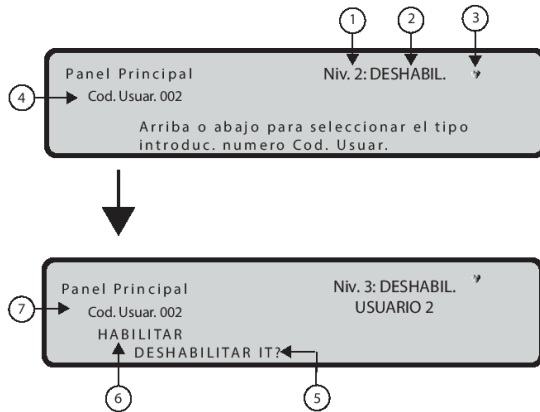 1 2 3
Panel Principal Niv. 2: DESHABIL.
4 Cod. Usuar. 002
Arriba o abajo para seleccionar el tipo
introduc. numero Cod. Usuar.
Panel Principal Niv. 3: DESHABIL.
7 Cod. Usuar. 002 USUARIO 2
HABILITAR
DESHABILITAR IT?
6 5